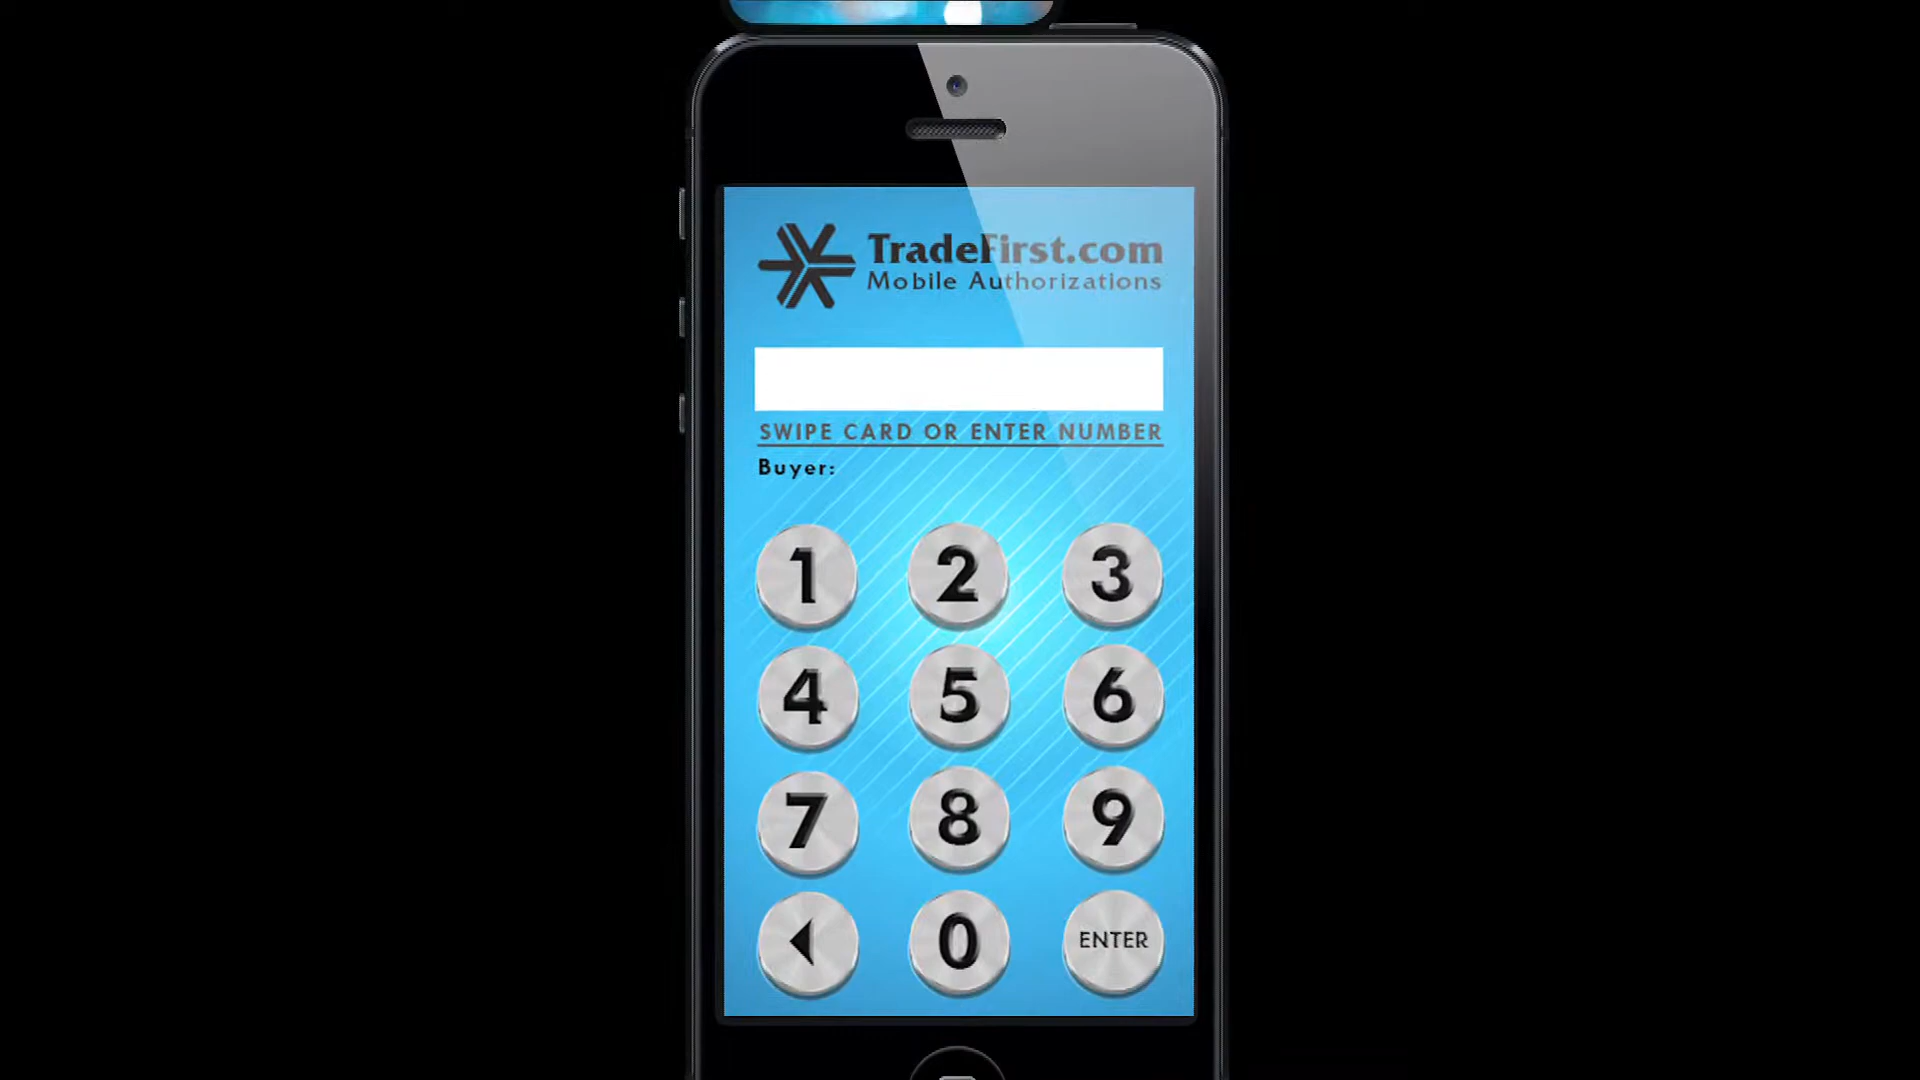 TradeFirst.com
Mobile Authorizations
SWIPE CARD OR ENTER NUMBER
Buyer:
1 2 3
4 5 6
7 8 9
0 ENTER